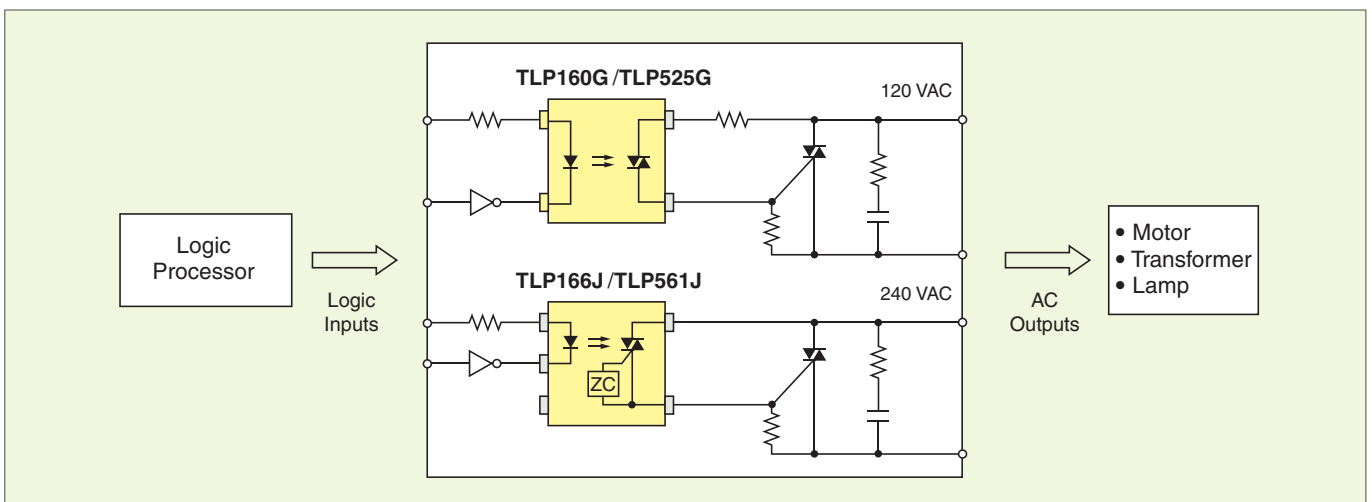 TLP160G/TLP525G
120 VAC
Logic
Processor
Logic
Inputs
TLP166J/TLP561J
ZC
240 VAC
AC
Outputs
• Motor
• Transformer
• Lamp